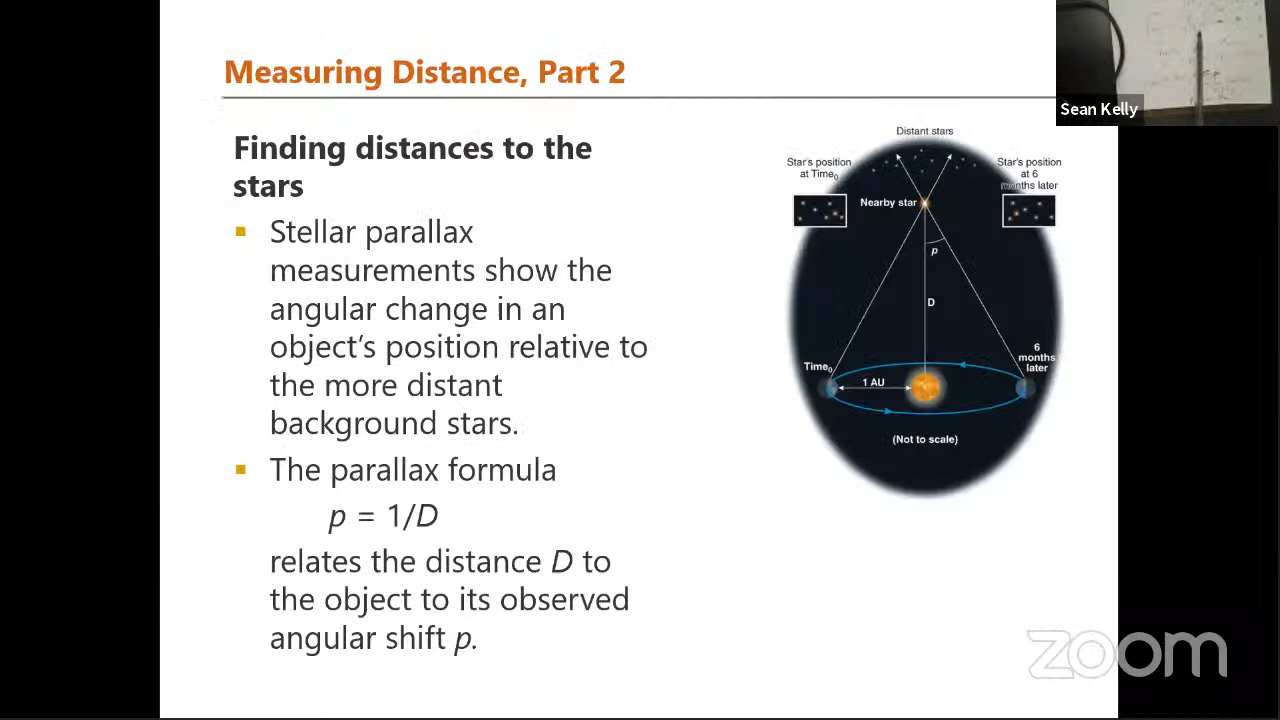 Measuring Distance, Part 2
Sean Kelly
Finding distances to the
stars
▪ Stellar parallax
measurements show the
angular change in an
object’s position relative to
the more distant
background stars.
▪ The parallax formula
p = 1/D
relates the distance D to
the object to its observed
angular shift p.
Distant stars
Star's position
at Time₀
Star's position
at 6
months later
Nearby star
p
D
Time₀
6
months
later
1 AU
(Not to scale)
zoom